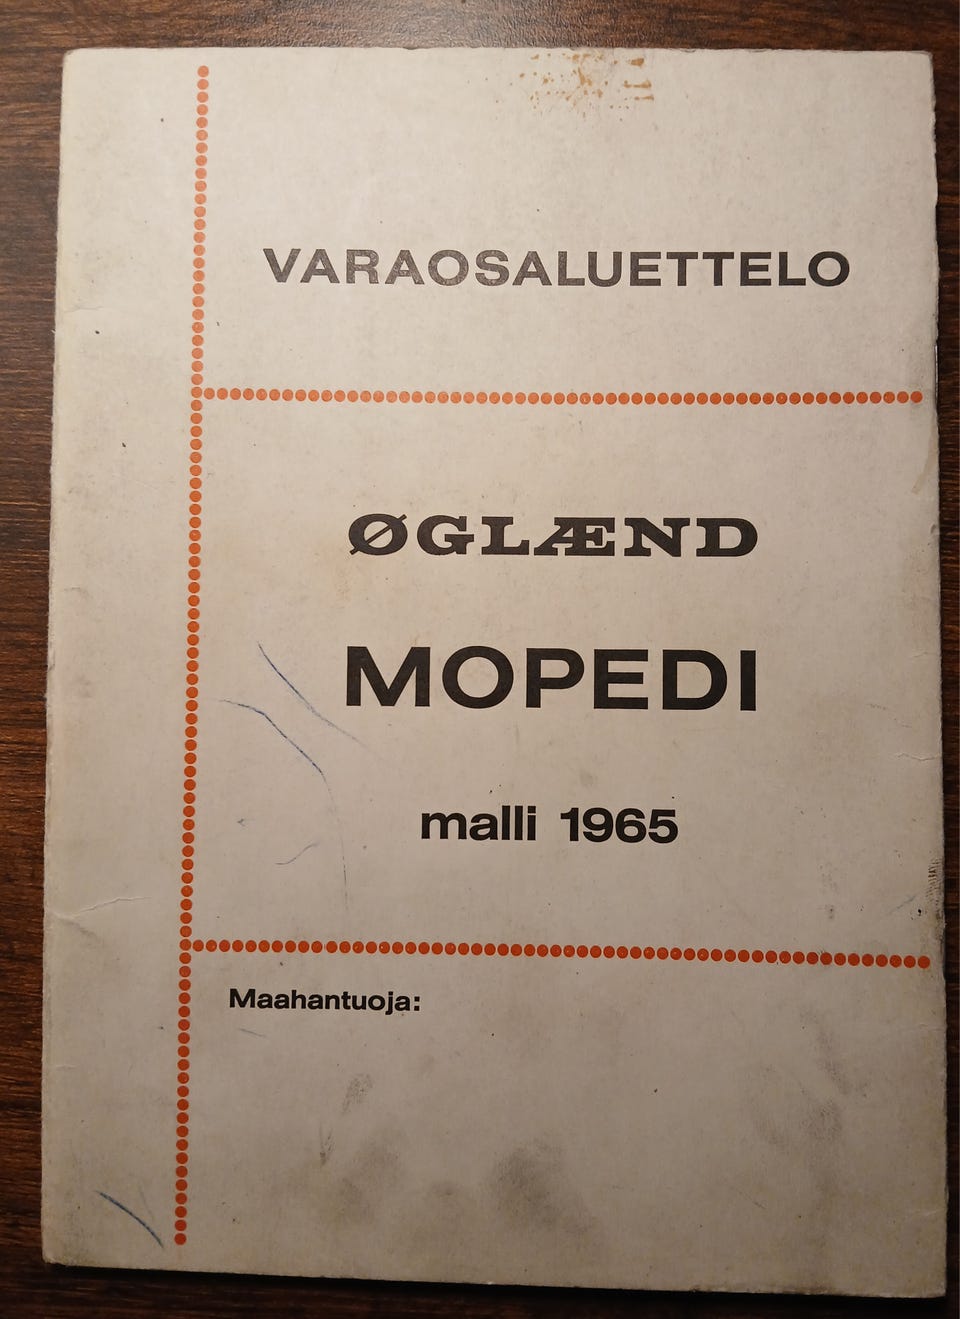 VARAOSALUETTELO
ØGLÆND
MOPEDI
malli 1965
Maahantuoja: